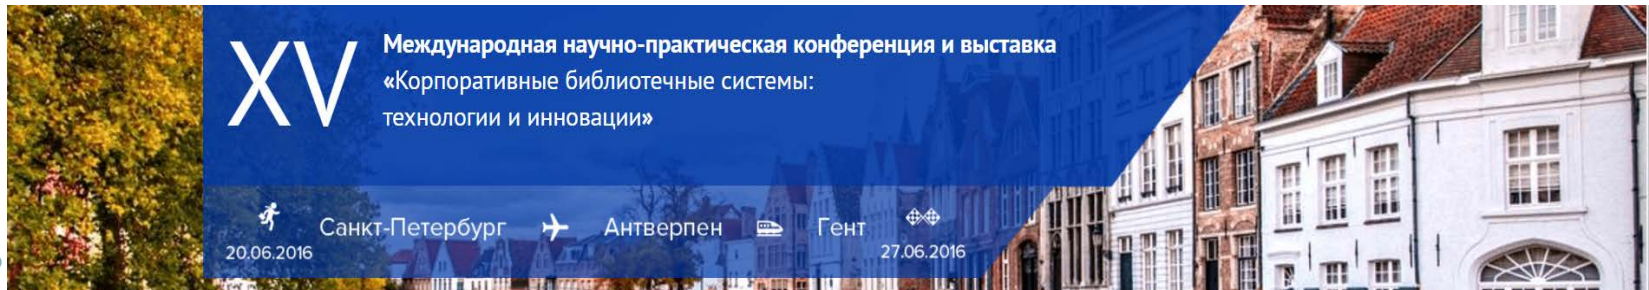 XV
Международная научно-практическая конференция и выставка
«Корпоративные библиотечные системы:
технологии и инновации»
Санкт-Петербург Антверпен Гент
20.06.2016 27.06.2016